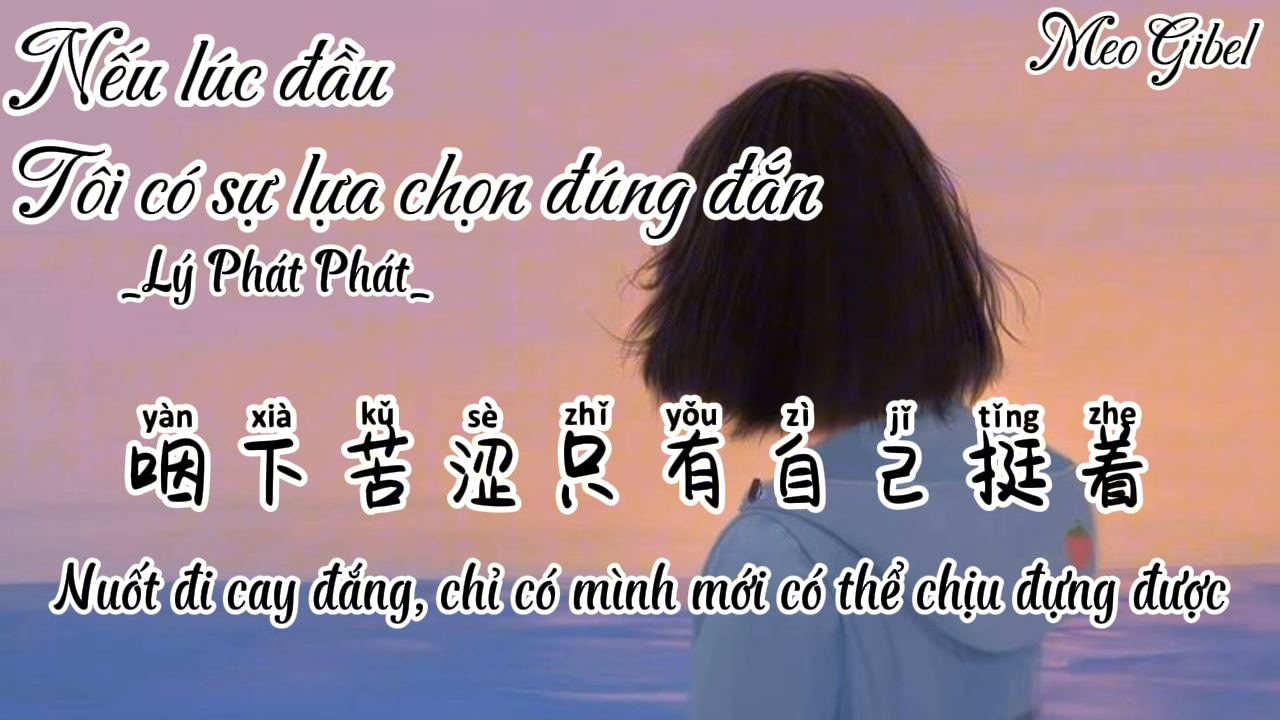 Nếu lúc đầu
Meo Gibel
Tôi có sự lựa chọn đúng đắn
_Lý Phát Phát_
yàn xià kǔ sè zhǐ yǒu zì jǐ tǐng zhe
咽下苦涩只有自己挺着
Nuốt đi cay đắng, chỉ có mình mới có thể chịu đựng được